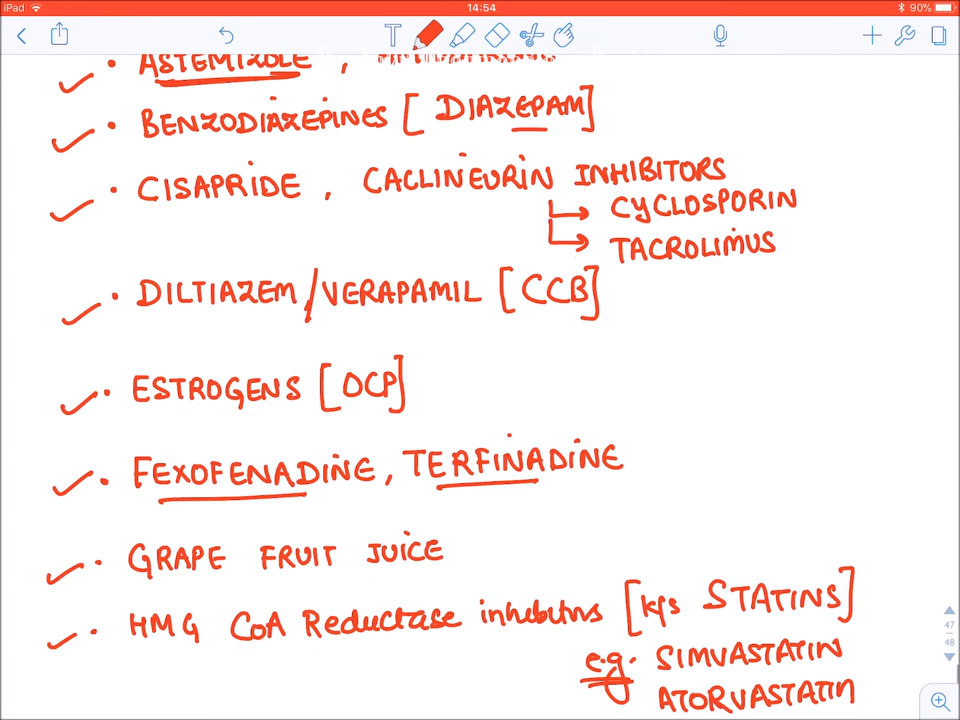 iPad 14:54 90%
T
• ASTEMIZOLE ,
• BENZODIAZEPINES [ DIAZEPAM]
• CISAPRIDE , CACLINEURIN INHIBITORS
→ CYCLOSPORIN
→ TACROLIMUS
• DILTIAZEM/VERAPAMIL [CCB]
• ESTROGENS [OCP]
• FEXOFENADINE, TERFINADINE
• GRAPE FRUIT JUICE
• HMG CoA Reductase inhibitors [k/s STATINS]
e.g. SIMVASTATIN
ATORVASTATIN
47
48